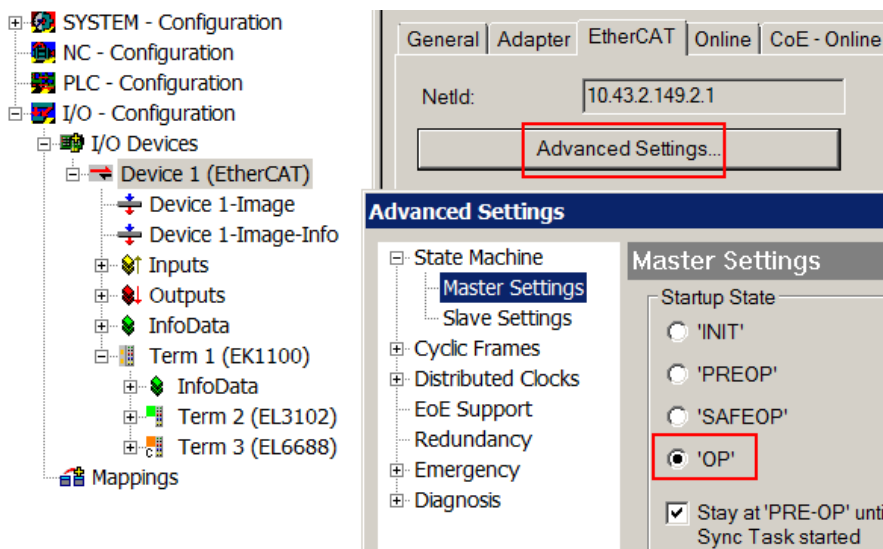 SYSTEM - Configuration
NC - Configuration
PLC - Configuration
I/O - Configuration
I/O Devices
Device 1 (EtherCAT)
Device 1-Image
Device 1-Image-Info
Inputs
Outputs
InfoData
Term 1 (EK1100)
InfoData
Term 2 (EL3102)
Term 3 (EL6688)
Mappings
General Adapter EtherCAT Online CoE - Online
NetId: 10.43.2.149.2.1
Advanced Settings...
Advanced Settings
State Machine
Master Settings
Slave Settings
Cyclic Frames
Distributed Clocks
EoE Support
Redundancy
Emergency
Diagnosis
Master Settings
Startup State
'INIT'
'PREOP'
'SAFEOP'
'OP'
Stay at 'PRE-OP' unti
Sync Task started